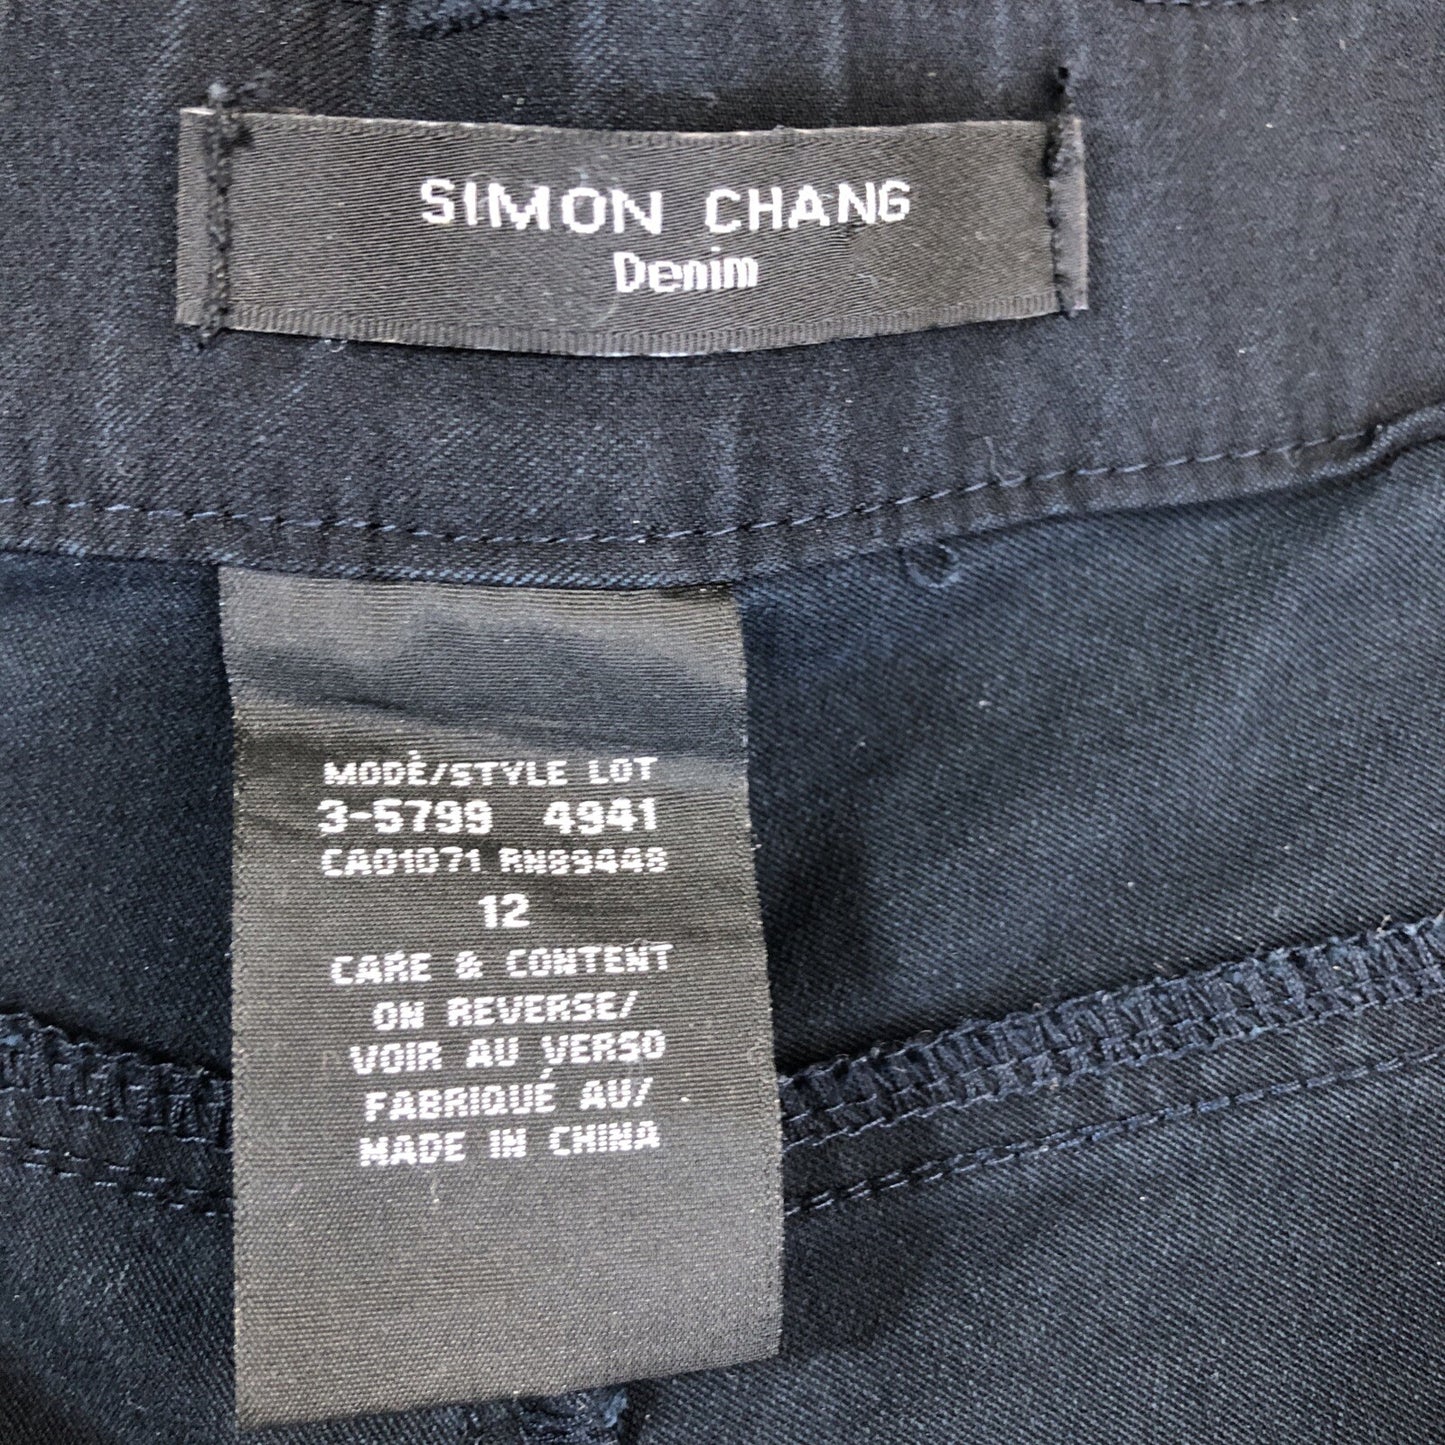 SIMON CHANG
Denim
MODÈ/STYLE LOT
3-5799 4941
CA01071 RN83448
12
CARE & CONTENT
ON REVERSE/
VOIR AU VERSO
FABRIQUÉ AU/
MADE IN CHINA